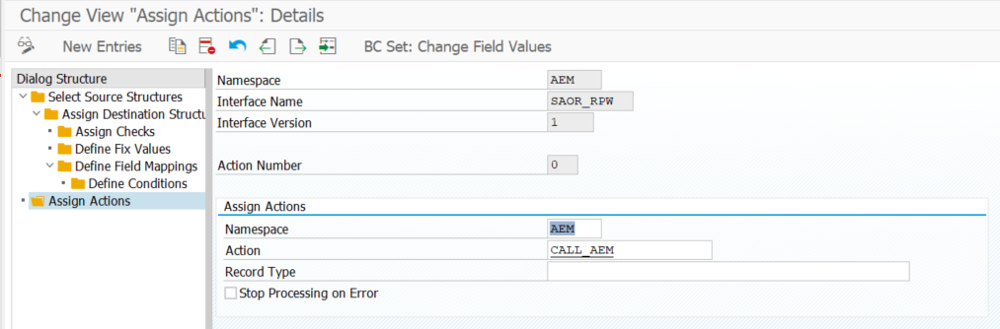 Change View "Assign Actions": Details
New Entries
BC Set: Change Field Values
Dialog Structure
Select Source Structures
Assign Destination Structu
Assign Checks
Define Fix Values
Define Field Mappings
Define Conditions
Assign Actions
Namespace AEM
Interface Name SAOR_RPW
Interface Version 1
Action Number 0
Assign Actions
Namespace AEM
Action CALL_AEM
Record Type
Stop Processing on Error